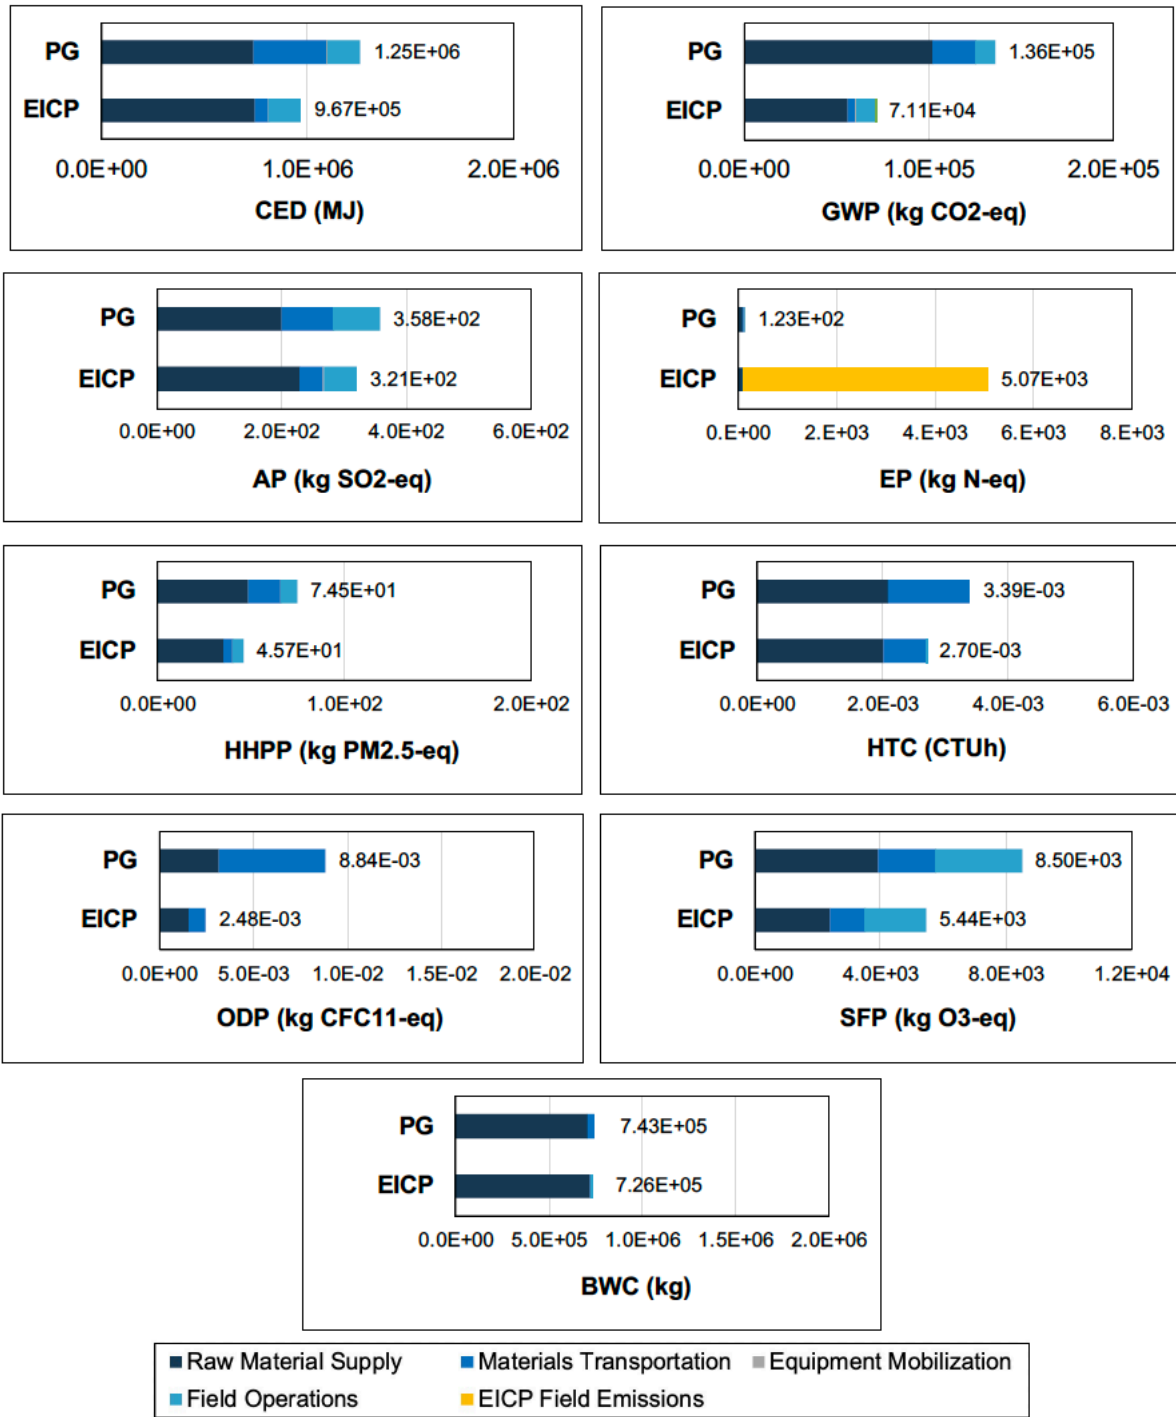 PG 1.25E+06
EICP 9.67E+05
0.0E+00 1.0E+06 2.0E+06
CED (MJ)
PG 1.36E+05
EICP 7.11E+04
0.0E+00 1.0E+05 2.0E+05
GWP (kg CO2-eq)
PG 3.58E+02
EICP 3.21E+02
0.0E+00 2.0E+02 4.0E+02 6.0E+02
AP (kg SO2-eq)
PG 1.23E+02
EICP 5.07E+03
0.E+00 2.E+03 4.E+03 6.E+03 8.E+03
EP (kg N-eq)
PG 7.45E+01
EICP 4.57E+01
0.0E+00 1.0E+02 2.0E+02
HHPP (kg PM2.5-eq)
PG 3.39E-03
EICP 2.70E-03
0.0E+00 2.0E-03 4.0E-03 6.0E-03
HTC (CTUh)
PG 8.84E-03
EICP 2.48E-03
0.0E+00 5.0E-03 1.0E-02 1.5E-02 2.0E-02
ODP (kg CFC11-eq)
PG 8.50E+03
EICP 5.44E+03
0.0E+00 4.0E+03 8.0E+03 1.2E+04
SFP (kg O3-eq)
PG 7.43E+05
EICP 7.26E+05
0.0E+00 5.0E+05 1.0E+06 1.5E+06 2.0E+06
BWC (kg)
Raw Material Supply Materials Transportation Equipment Mobilization
Field Operations EICP Field Emissions